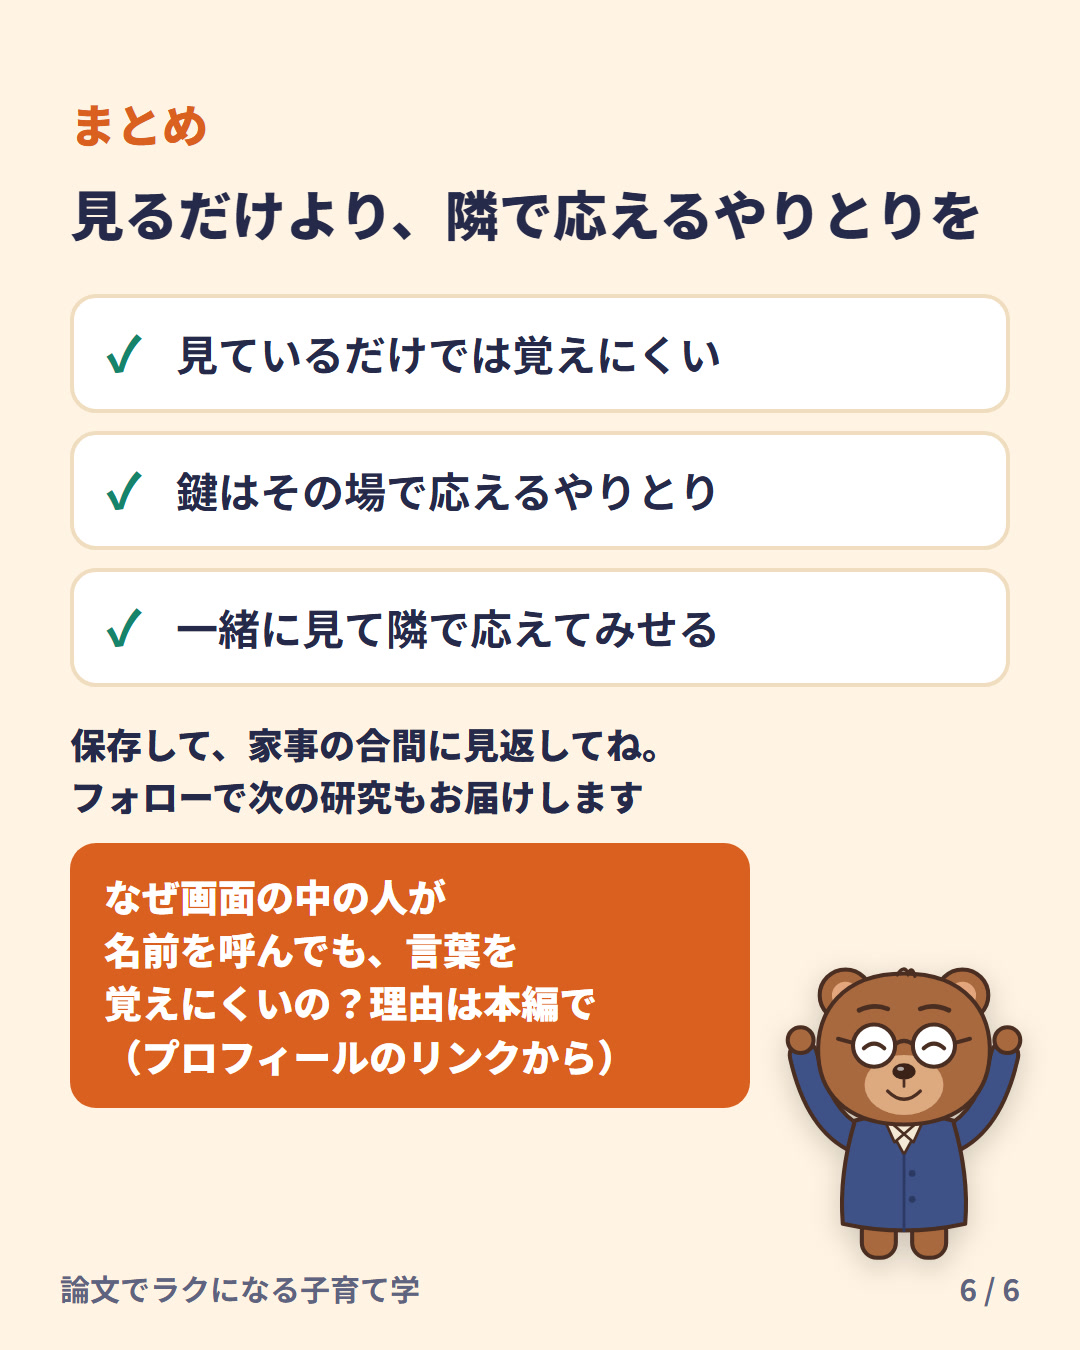 まとめ
見るだけより、隣で応えるやりとりを
✓ 見ているだけでは覚えにくい
✓ 鍵はその場で応えるやりとり
✓ 一緒に見て隣で応えてみせる
保存して、家事の合間に見返してね。
フォローで次の研究もお届けします
なぜ画面の中の人が
名前を呼んでも、言葉を
覚えにくいの？理由は本編で
（プロフィールのリンクから）
論文でラクになる子育て学
6 / 6